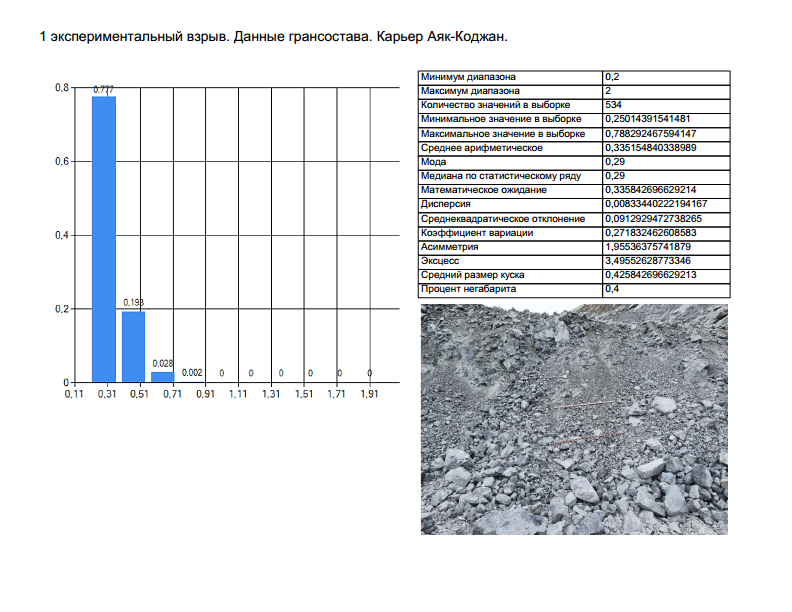 1 экспериментальный взрыв. Данные грансостава. Карьер Аяк-Коджан.
0,8
0,6
0,4
0,2
0
0,777
0,193
0,028
0.002
0
0
0
0
0
0
0,11 0,31 0,51 0,71 0,91 1,11 1,31 1,51 1,71 1,91
Минимум диапазона 0,2
Максимум диапазона 2
Количество значений в выборке 534
Минимальное значение в выборке 0,25014391541481
Максимальное значение в выборке 0,788292467594147
Среднее арифметическое 0,335154840338989
Мода 0,29
Медиана по статистическому ряду 0,29
Математическое ожидание 0,335842696629214
Дисперсия 0,00833440222194167
Среднеквадратическое отклонение 0,0912929472738265
Коэффициент вариации 0,271832462608583
Асимметрия 1,95536375741879
Эксцесс 3,49552628773346
Средний размер куска 0,425842696629213
Процент негабарита 0,4